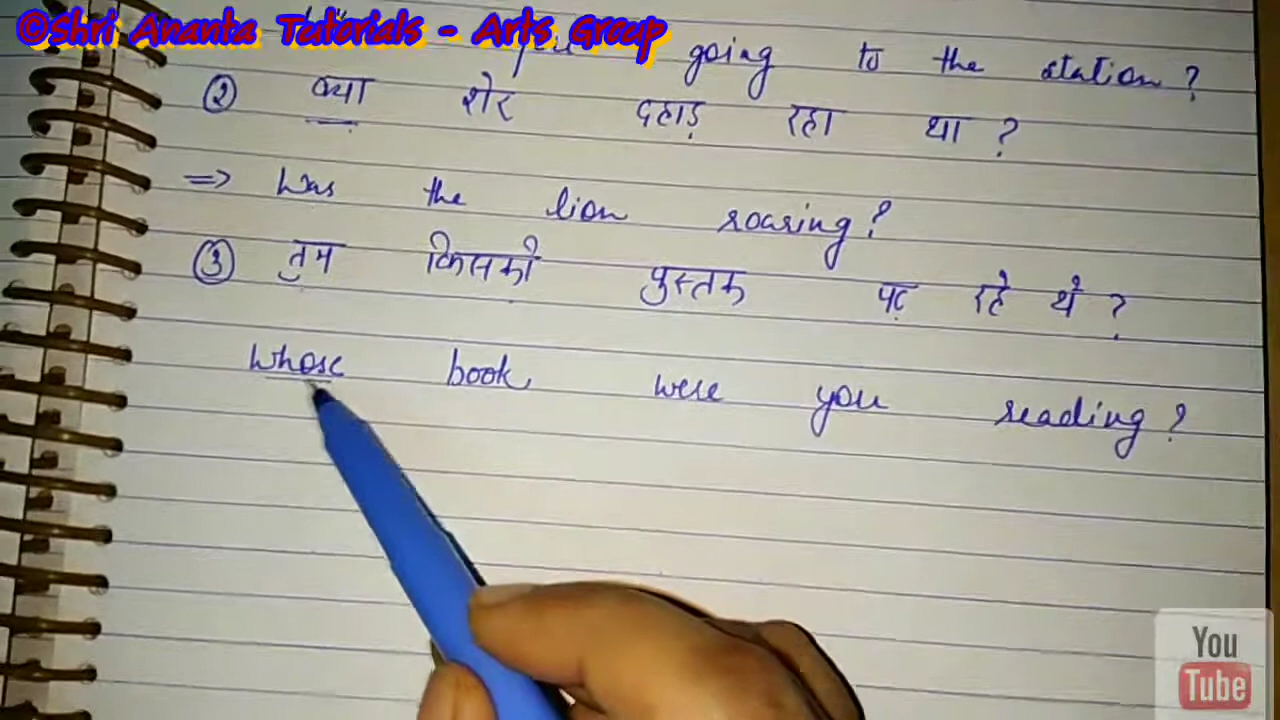 ©Shri Ananta Tutorials - Arts Group
you going to the station?
② क्या शेर दहाड़ रहा था ?
=> Was the lion roaring?
③ तुम किसकी पुस्तक पढ़ रहे थे ?
Whose book were you reading?
You
Tube